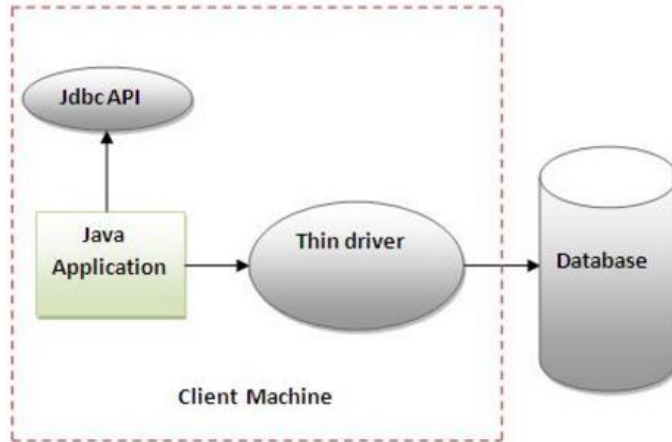 Jdbc API
Java
Application
Thin driver
Database
Client Machine